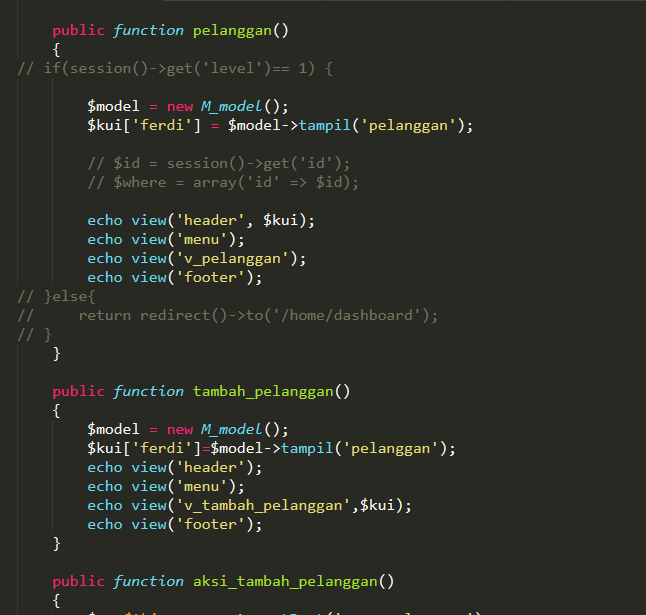 public function pelanggan()
{
// if(session()->get('level')== 1) {
$model = new M_model();
$kui['ferdi'] = $model->tampil('pelanggan');
// $id = session()->get('id');
// $where = array('id' => $id);
echo view('header', $kui);
echo view('menu');
echo view('v_pelanggan');
echo view('footer');
// }else{
//     return redirect()->to('/home/dashboard');
// }
}
public function tambah_pelanggan()
{
$model = new M_model();
$kui['ferdi']=$model->tampil('pelanggan');
echo view('header');
echo view('menu');
echo view('v_tambah_pelanggan',$kui);
echo view('footer');
}
public function aksi_tambah_pelanggan()
{